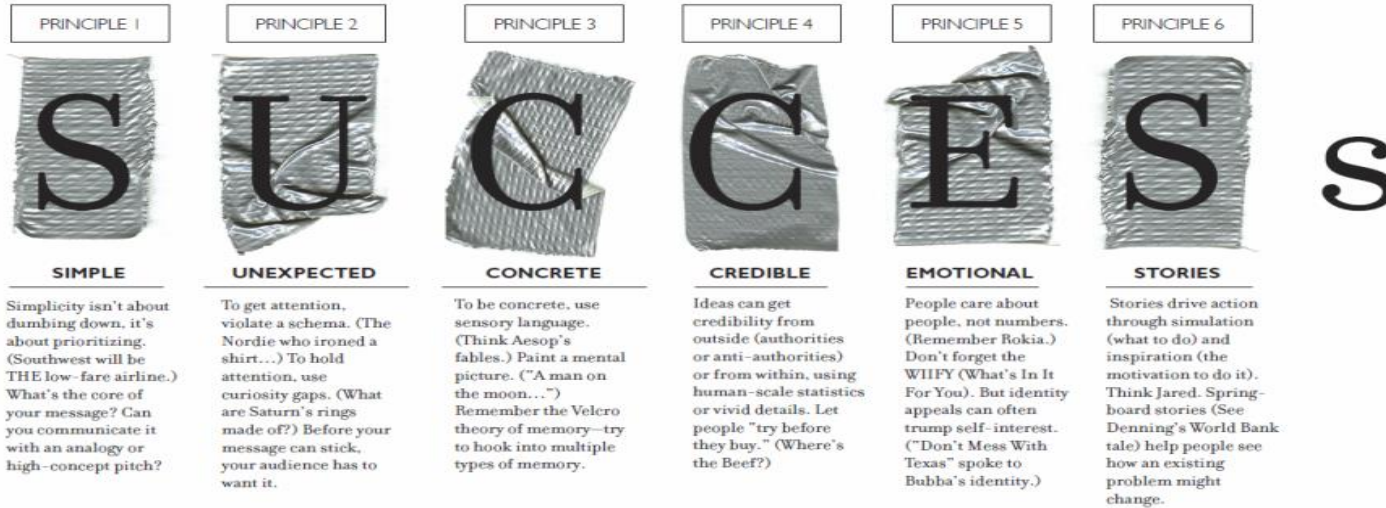 PRINCIPLE 1
S
SIMPLE
Simplicity isn't about
dumbing down, it's
about prioritizing.
(Southwest will be
THE low-fare airline.)
What's the core of
your message? Can
you communicate it
with an analogy or
high-concept pitch?
PRINCIPLE 2
U
UNEXPECTED
To get attention,
violate a schema. (The
Nordie who ironed a
shirt...) To hold
attention, use
curiosity gaps. (What
are Saturn's rings
made of?) Before your
message can stick,
your audience has to
want it.
PRINCIPLE 3
C
CONCRETE
To be concrete, use
sensory language.
(Think Aesop's
fables.) Paint a mental
picture. ("A man on
the moon...")
Remember the Velcro
theory of memory—try
to hook into multiple
types of memory.
PRINCIPLE 4
C
CREDIBLE
Ideas can get
credibility from
outside (authorities
or anti-authorities)
or from within, using
human-scale statistics
or vivid details. Let
people "try before
they buy." (Where's
the Beef?)
PRINCIPLE 5
E
EMOTIONAL
People care about
people, not numbers.
(Remember Rokia.)
Don't forget the
WIIFY (What's In It
For You). But identity
appeals can often
trump self-interest.
("Don't Mess With
Texas" spoke to
Bubba's identity.)
PRINCIPLE 6
S
STORIES
Stories drive action
through simulation
(what to do) and
inspiration (the
motivation to do it).
Think Jared. Spring-
board stories (See
Denning's World Bank
tale) help people see
how an existing
problem might
change.
s